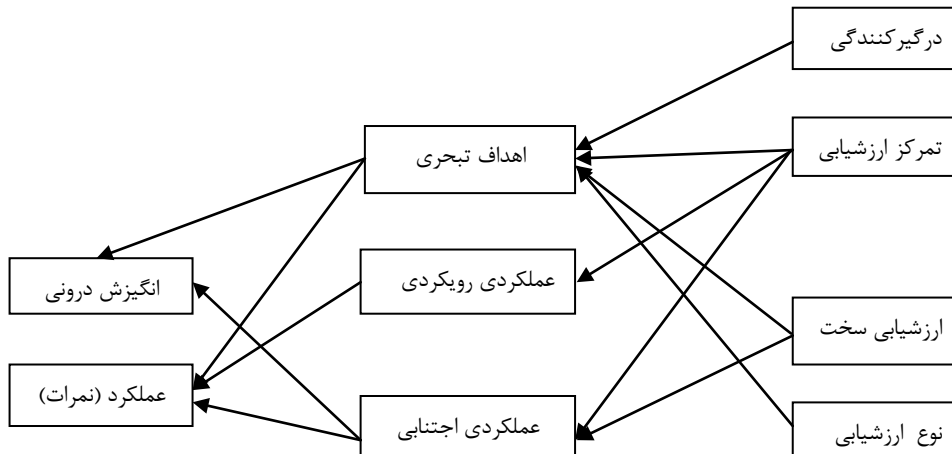 درگیرکنندگی
تمرکز ارزشیابی
اهداف تبحری
عملکردی رویکردی
انگیزش درونی
ارزشیابی سخت
عملکرد (نمرات)
عملکردی اجتنابی
نوع ارزشیابی